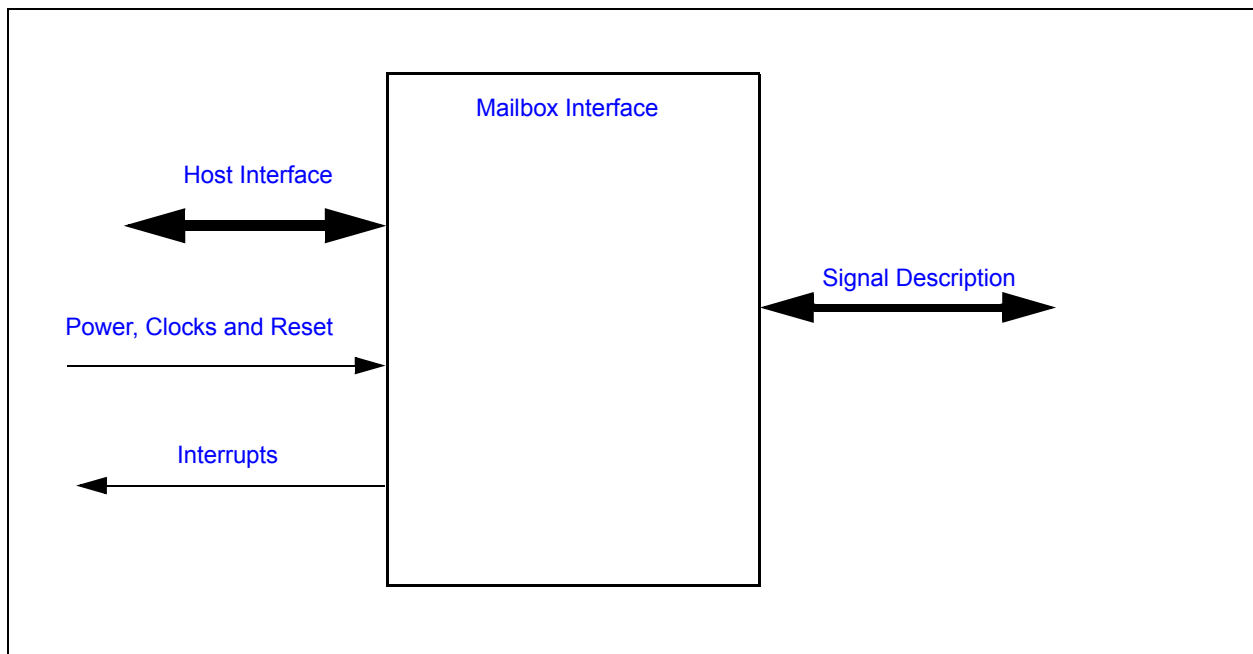 Mailbox Interface
Host Interface
Signal Description
Power, Clocks and Reset
Interrupts